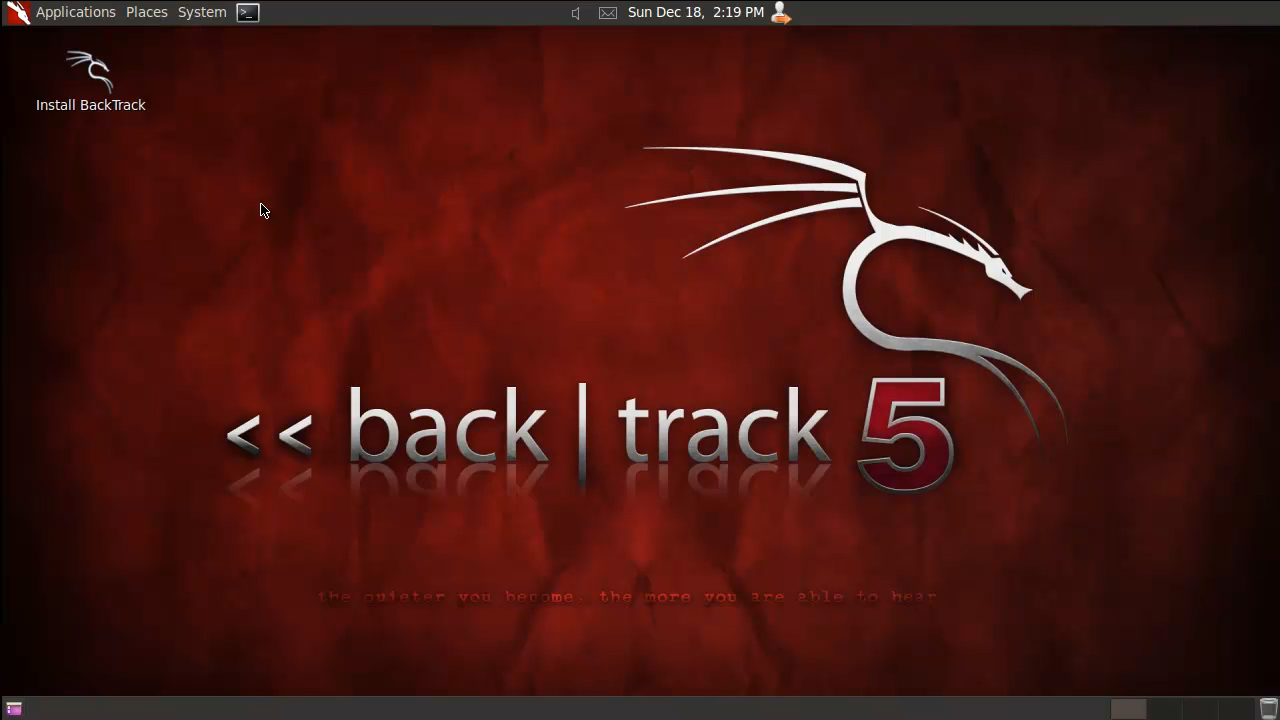 Applications Places System
Sun Dec 18, 2:19 PM
Install BackTrack
<< back | track 5
the quieter you become, the more you are able to hear